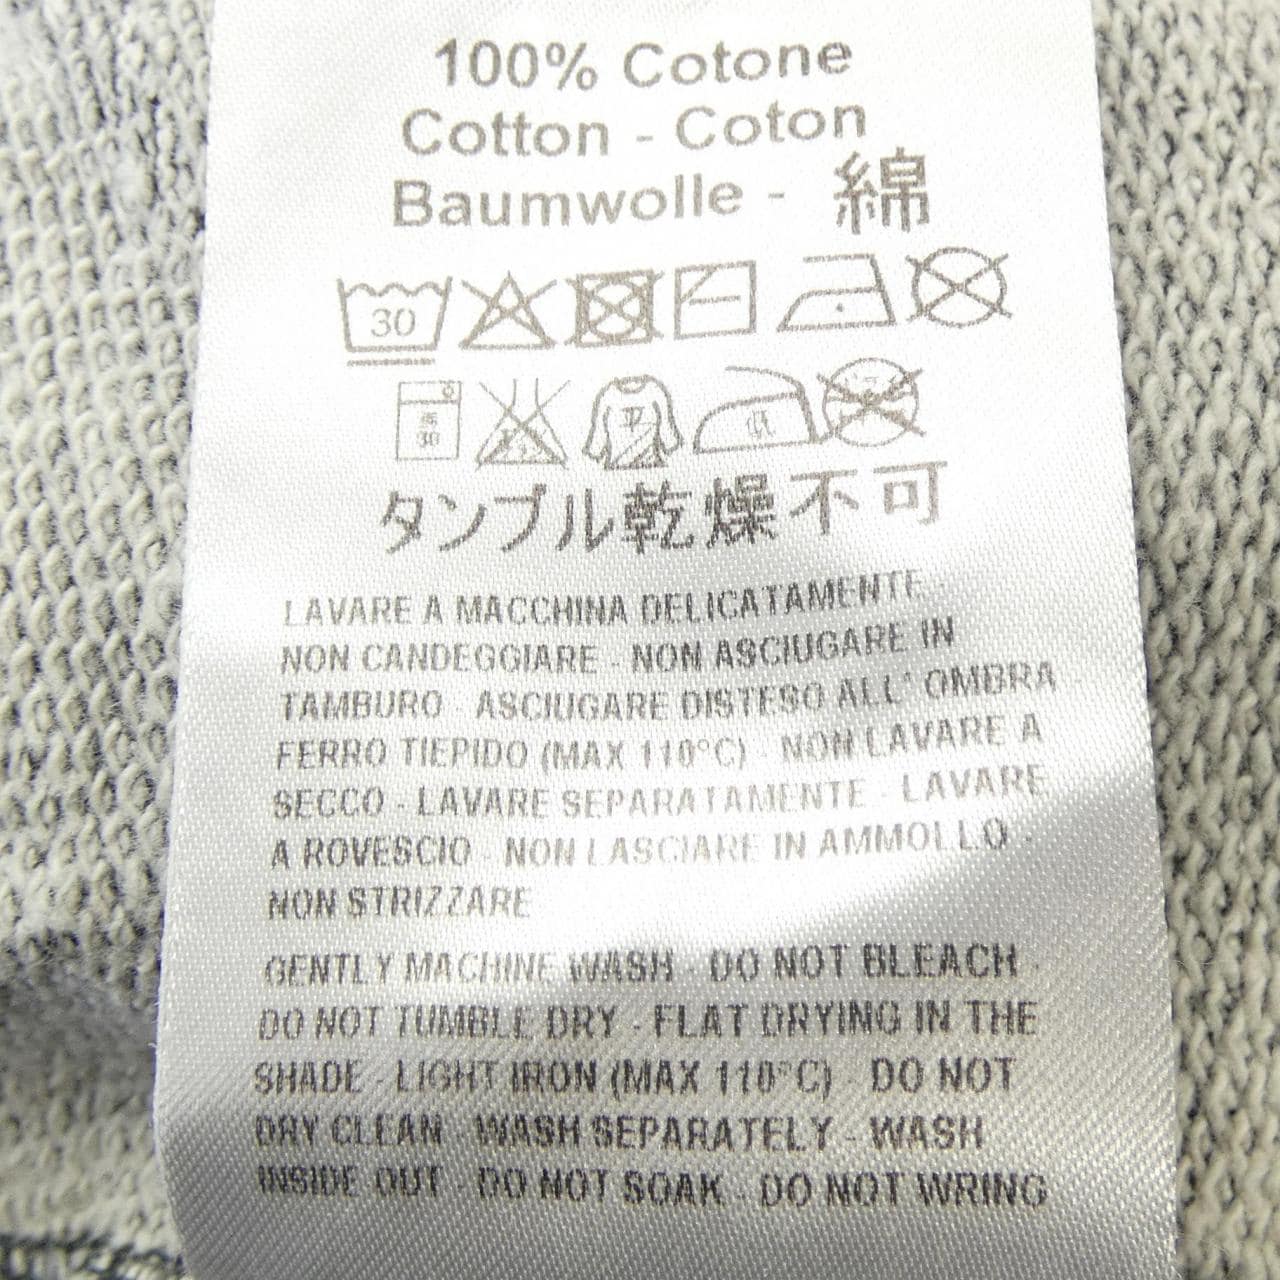 100% Cotone
Cotton - Coton
Baumwolle - 綿
30
30 平
タンブル乾燥不可
LAVARE A MACCHINA DELICATAMENTE -
NON CANDEGGIARE - NON ASCIUGARE IN
TAMBURO - ASCIUGARE DISTESO ALL' OMBRA -
FERRO TIEPIDO (MAX 110°C) - NON LAVARE A
SECCO - LAVARE SEPARATAMENTE - LAVARE
A ROVESCIO - NON LASCIARE IN AMMOLLO -
NON STRIZZARE
GENTLY MACHINE WASH - DO NOT BLEACH -
DO NOT TUMBLE DRY - FLAT DRYING IN THE
SHADE - LIGHT IRON (MAX 110°C) - DO NOT
DRY CLEAN - WASH SEPARATELY - WASH
INSIDE OUT - DO NOT SOAK - DO NOT WRING